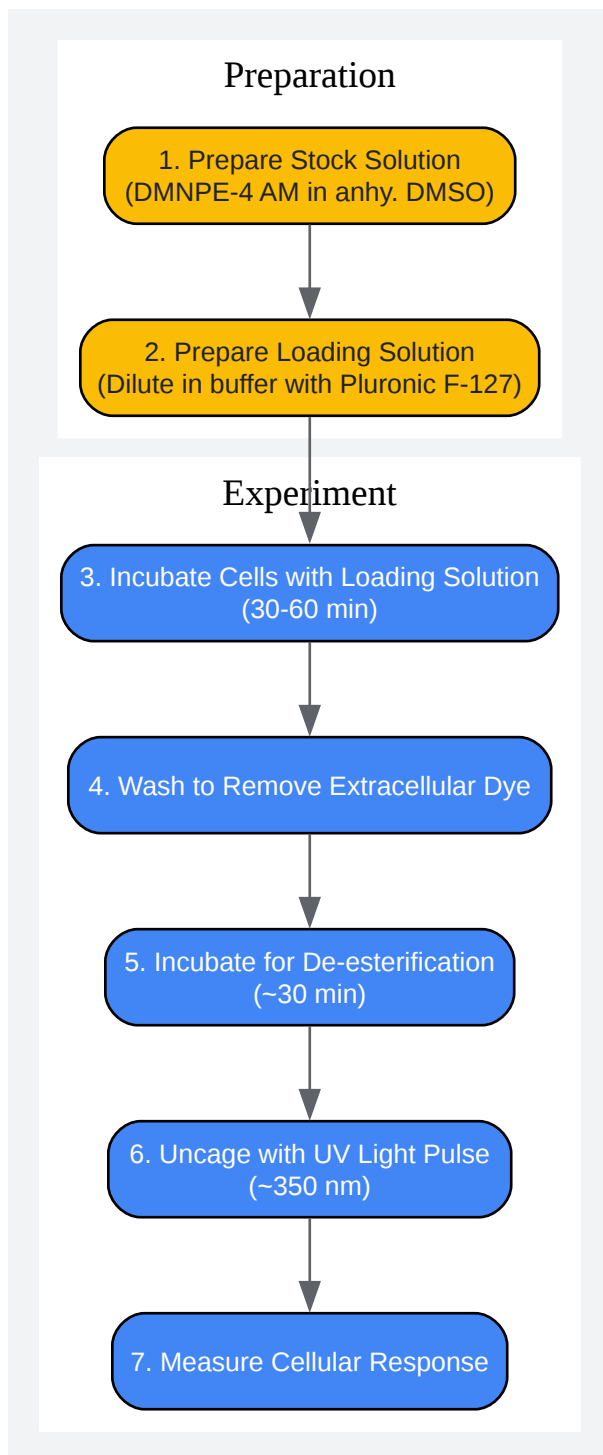 Preparation
1. Prepare Stock Solution
(DMNPE-4 AM in anhy. DMSO)
2. Prepare Loading Solution
(Dilute in buffer with Pluronic F-127)
Experiment
3. Incubate Cells with Loading Solution
(30-60 min)
4. Wash to Remove Extracellular Dye
5. Incubate for De-esterification
(~30 min)
6. Uncage with UV Light Pulse
(~350 nm)
7. Measure Cellular Response